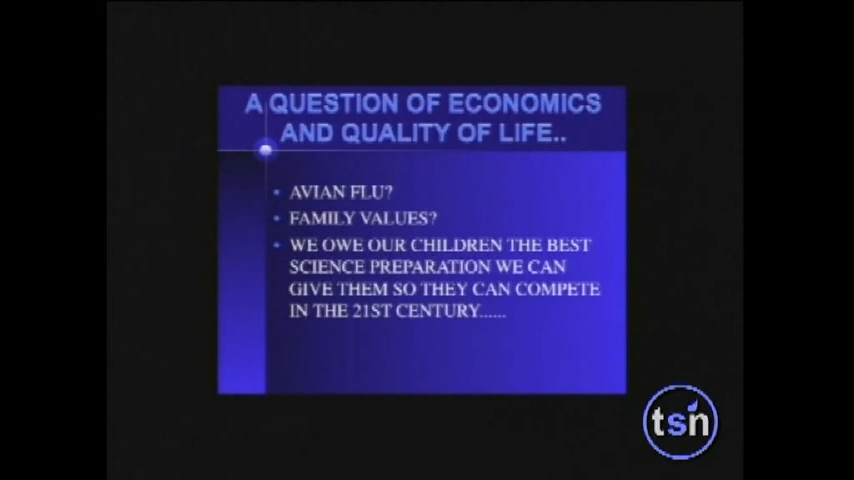 A QUESTION OF ECONOMICS
AND QUALITY OF LIFE..
• AVIAN FLU?
• FAMILY VALUES?
• WE OWE OUR CHILDREN THE BEST
SCIENCE PREPARATION WE CAN
GIVE THEM SO THEY CAN COMPETE
IN THE 21ST CENTURY......
tsn